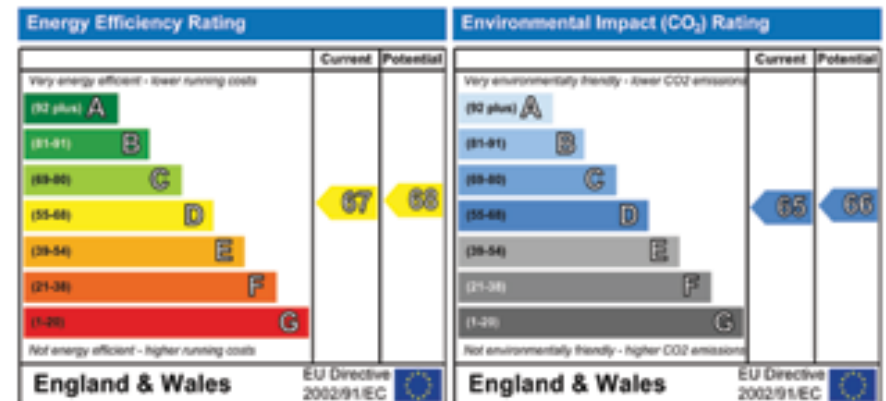 Energy Efficiency Rating
Current Potential
Very energy efficient - lower running costs
(92 plus) A
(81-91) B
(69-80) C
(55-68) D
(39-54) E
(21-38) F
(1-20) G
67 68
Not energy efficient - higher running costs
England & Wales
EU Directive
2002/91/EC
Environmental Impact (CO₂) Rating
Current Potential
Very environmentally friendly - lower CO2 emissions
(92 plus) A
(81-91) B
(69-80) C
(55-68) D
(39-54) E
(21-38) F
(1-20) G
65 66
Not environmentally friendly - higher CO2 emissions
England & Wales
EU Directive
2002/91/EC